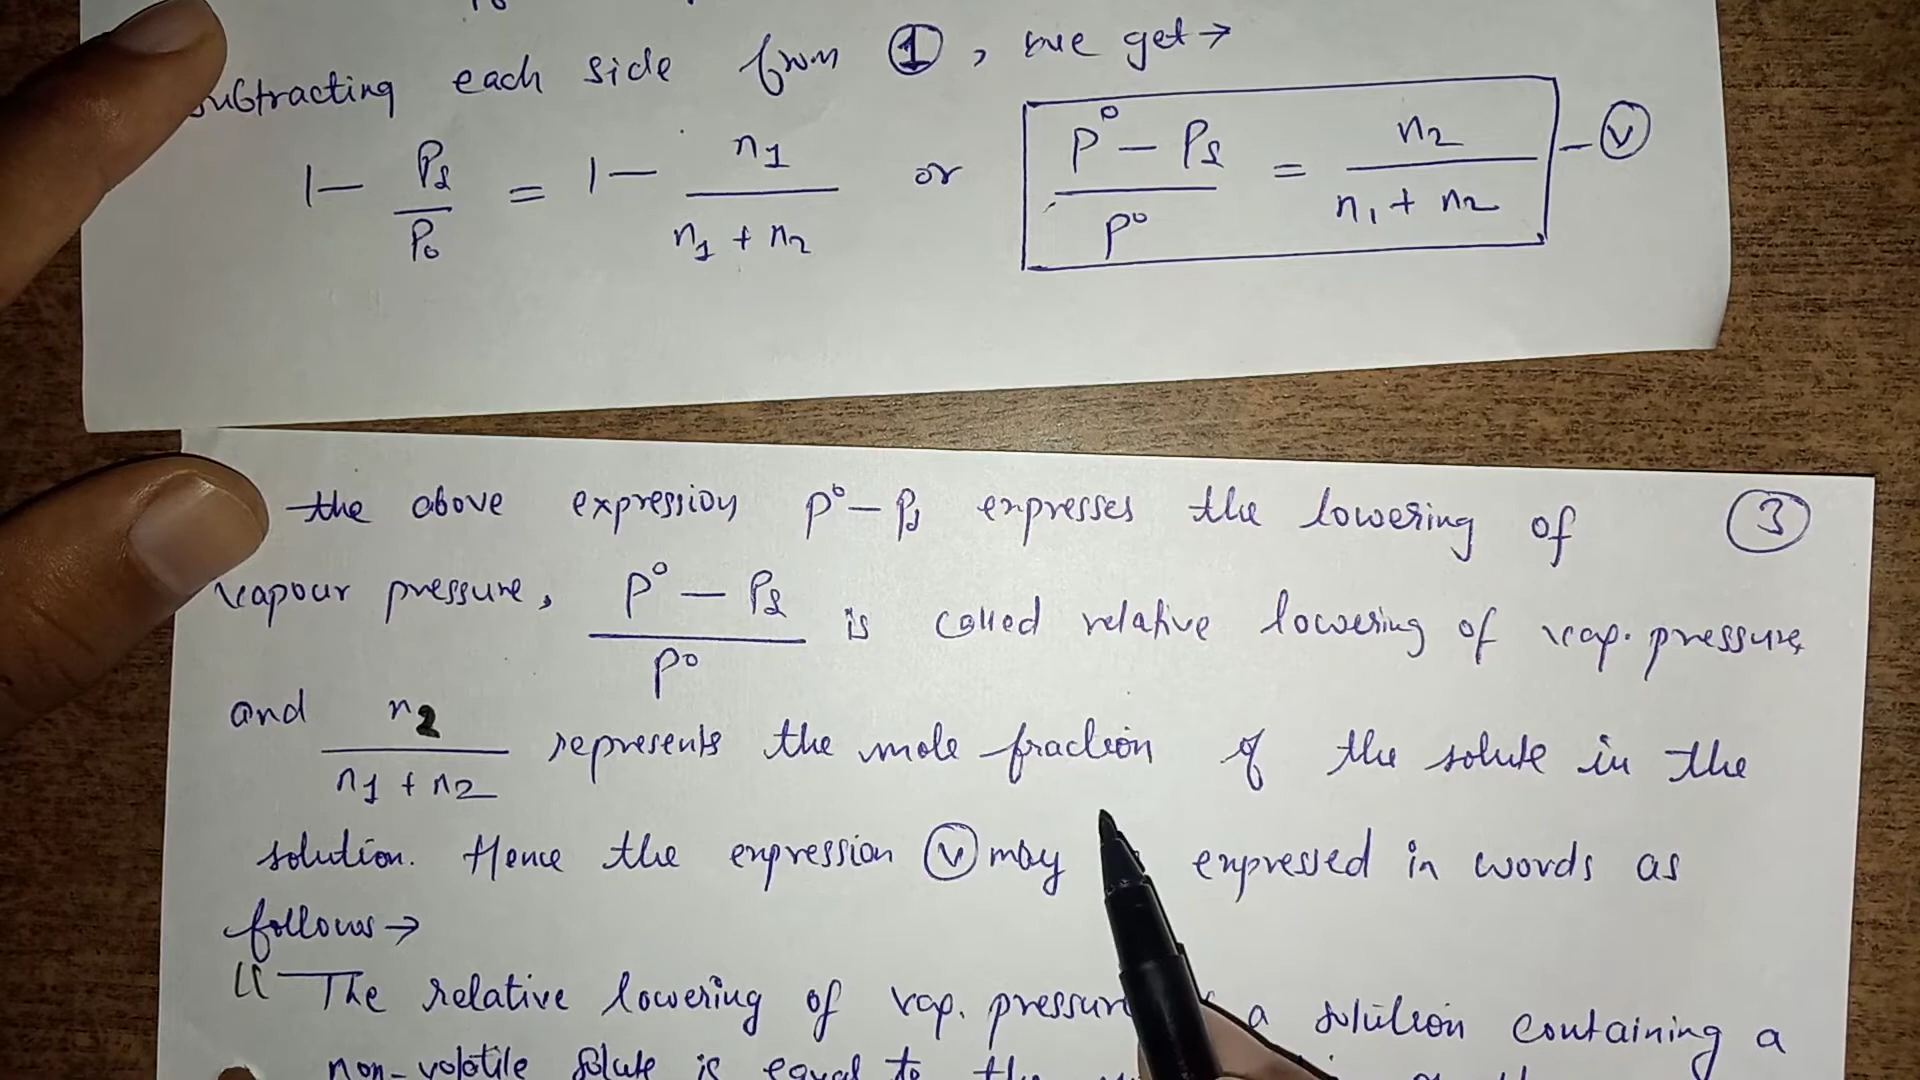 subtracting each side from ①, we get→
1 - Ps/P0 = 1 - n1/(n1 + n2) or P° - Ps/P° = n2/(n1 + n2) - Ⓥ
the above expression P° - Ps expresses the lowering of ③
vapour pressure, P° - Ps/P° is called relative lowering of vap. pressure
and n2/(n1 + n2) represents the mole fraction of the solute in the
solution. Hence the expression Ⓥ may expressed in words as
follows→
"The relative lowering of vap. pressure a solution containing a
non-volatile solute is equal to